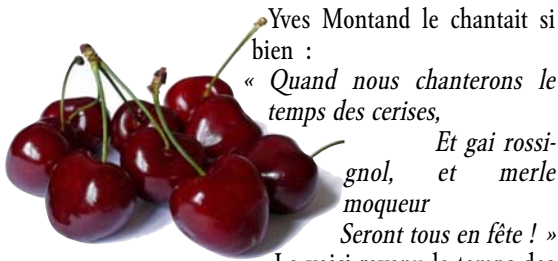 Yves Montand le chantait si
bien :
« Quand nous chanterons le
temps des cerises,
Et gai rossi-
gnol, et merle
moqueur
Seront tous en fête ! »